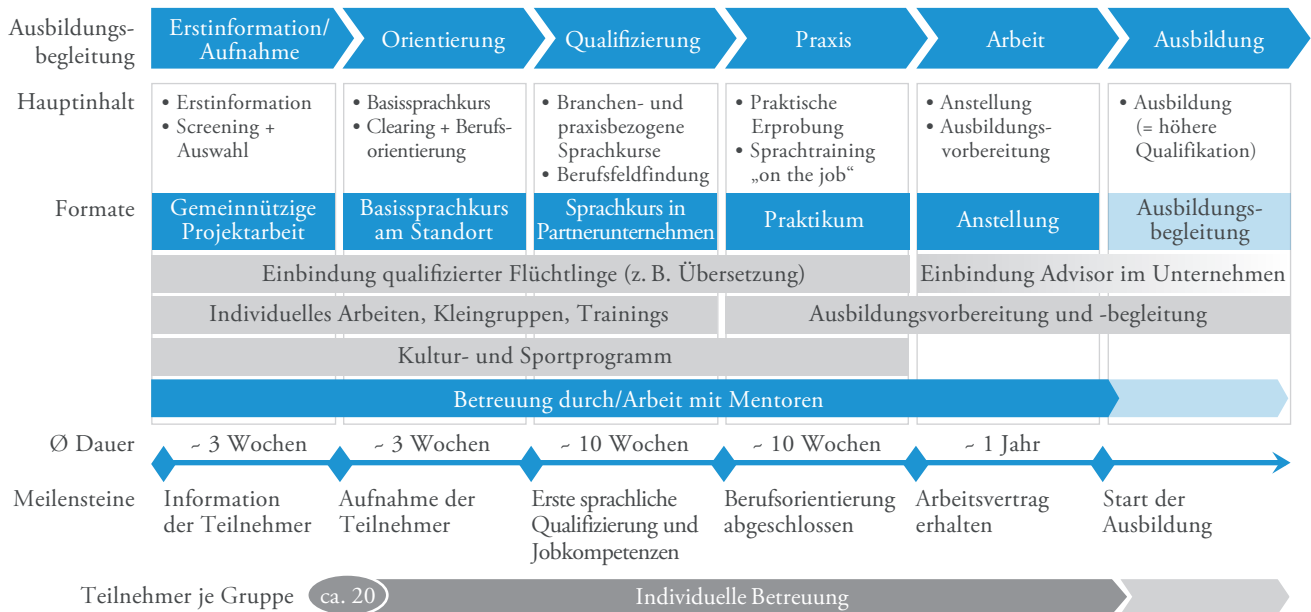 Ausbildungs-
begleitung
Erstinformation/
Aufnahme
Orientierung
Qualifizierung
Praxis
Arbeit
Ausbildung
Hauptinhalt
• Erstinformation
• Screening +
Auswahl
• Basissprachkurs
• Clearing + Berufs-
orientierung
• Branchen- und
praxisbezogene
Sprachkurse
• Berufsfeldfindung
• Praktische
Erprobung
• Sprachtraining
„on the job“
• Anstellung
• Ausbildungs-
vorbereitung
• Ausbildung
(= höhere
Qualifikation)
Formate
Gemeinnützige
Projektarbeit
Basissprachkurs
am Standort
Sprachkurs in
Partnerunternehmen
Praktikum
Anstellung
Ausbildungs-
begleitung
Einbindung qualifizierter Flüchtlinge (z. B. Übersetzung)
Einbindung Advisor im Unternehmen
Individuelles Arbeiten, Kleingruppen, Trainings
Ausbildungsvorbereitung und -begleitung
Kultur- und Sportprogramm
Betreuung durch/Arbeit mit Mentoren
Ø Dauer
~ 3 Wochen
~ 3 Wochen
~ 10 Wochen
~ 10 Wochen
~ 1 Jahr
Meilensteine
Information
der Teilnehmer
Aufnahme der
Teilnehmer
Erste sprachliche
Qualifizierung und
Jobkompetenzen
Berufsorientierung
abgeschlossen
Arbeitsvertrag
erhalten
Start der
Ausbildung
Teilnehmer je Gruppe
ca. 20
Individuelle Betreuung